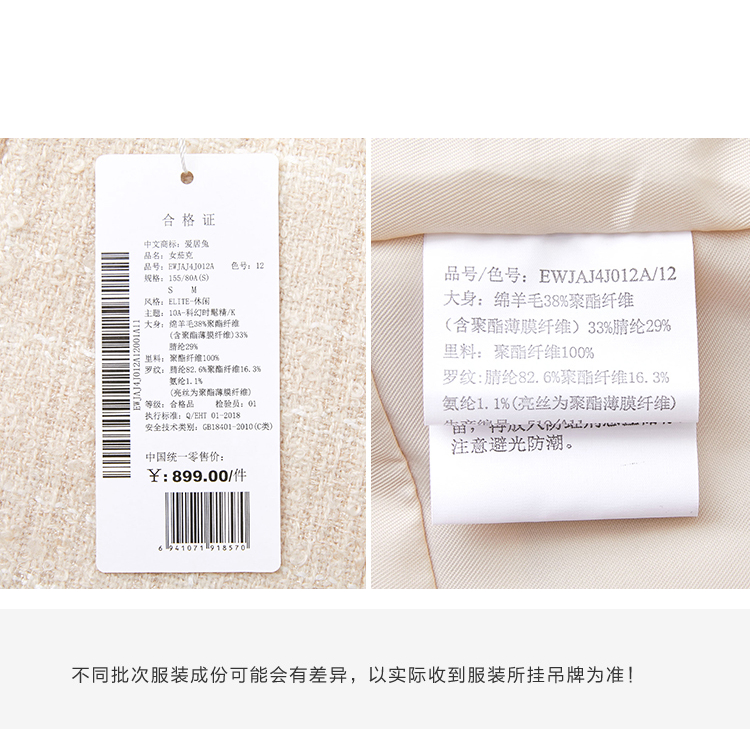 合格证
中文商标：爱居兔
品名：女茄克
品号：EWJAJ4J012A 色号：12
规格：155/80A(S)
S M
风格：ELITE-休闲
主题：10A-科幻时髦精/K
大身：绵羊毛38%聚酯纤维
(含聚酯薄膜纤维)33%
腈纶29%
里料：聚酯纤维100%
罗纹：腈纶82.6%聚酯纤维16.3%
氨纶1.1%
(亮丝为聚酯薄膜纤维)
等级：合格品 检验员：01
执行标准：Q/EHT 01-2018
安全技术类别：GB18401-2010(C类)
中国统一零售价：
¥：899.00/件
6 941071 918570
EWJAJ4J012A12001A11
品号/色号：EWJAJ4J012A/12
大身：绵羊毛38%聚酯纤维
(含聚酯薄膜纤维)33%腈纶29%
里料：聚酯纤维100%
罗纹:腈纶82.6%聚酯纤维16.3%
氨纶1.1%(亮丝为聚酯薄膜纤维)
注意避光防潮。
不同批次服装成份可能会有差异，以实际收到服装所挂吊牌为准！